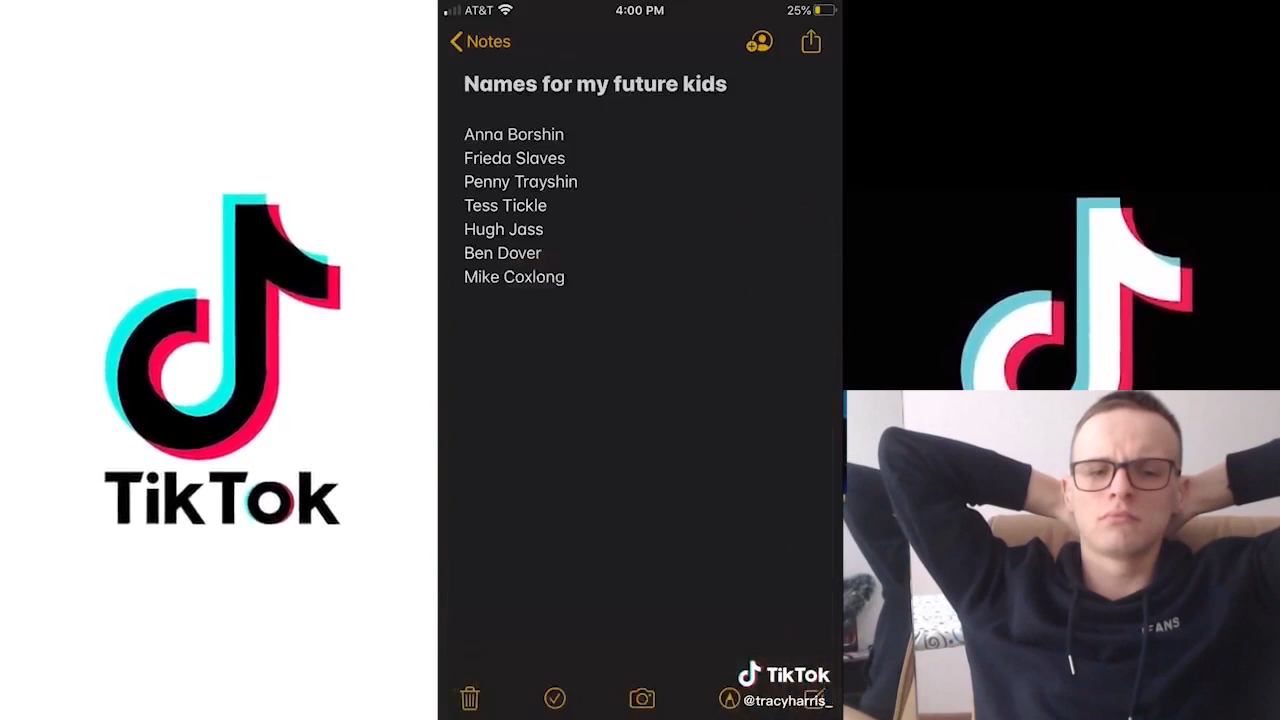 AT&T
4:00 PM
25%
Notes
Names for my future kids
Anna Borshin
Frieda Slaves
Penny Trayshin
Tess Tickle
Hugh Jass
Ben Dover
Mike Coxlong
TikTok
TikTok
@tracyharris_